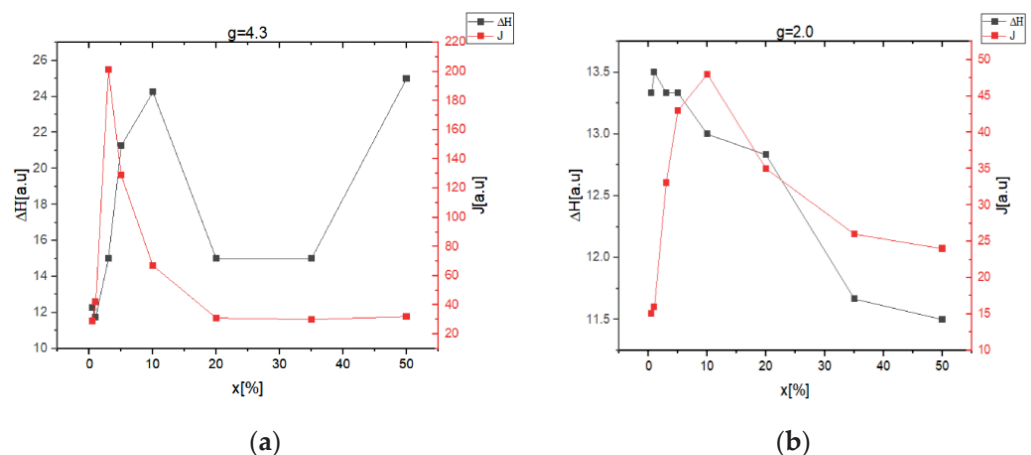 g=4.3
ΔH
J
26
24
22
20
18
16
14
12
10
ΔH[a.u]
220
200
180
160
140
120
100
80
60
40
20
J[a.u]
0 10 20 30 40 50
x[%]
(a)
g=2.0
ΔH
J
13.5
13.0
12.5
12.0
11.5
ΔH[a.u]
50
45
40
35
30
25
20
15
10
J[a.u]
0 10 20 30 40 50
x[%]
(b)